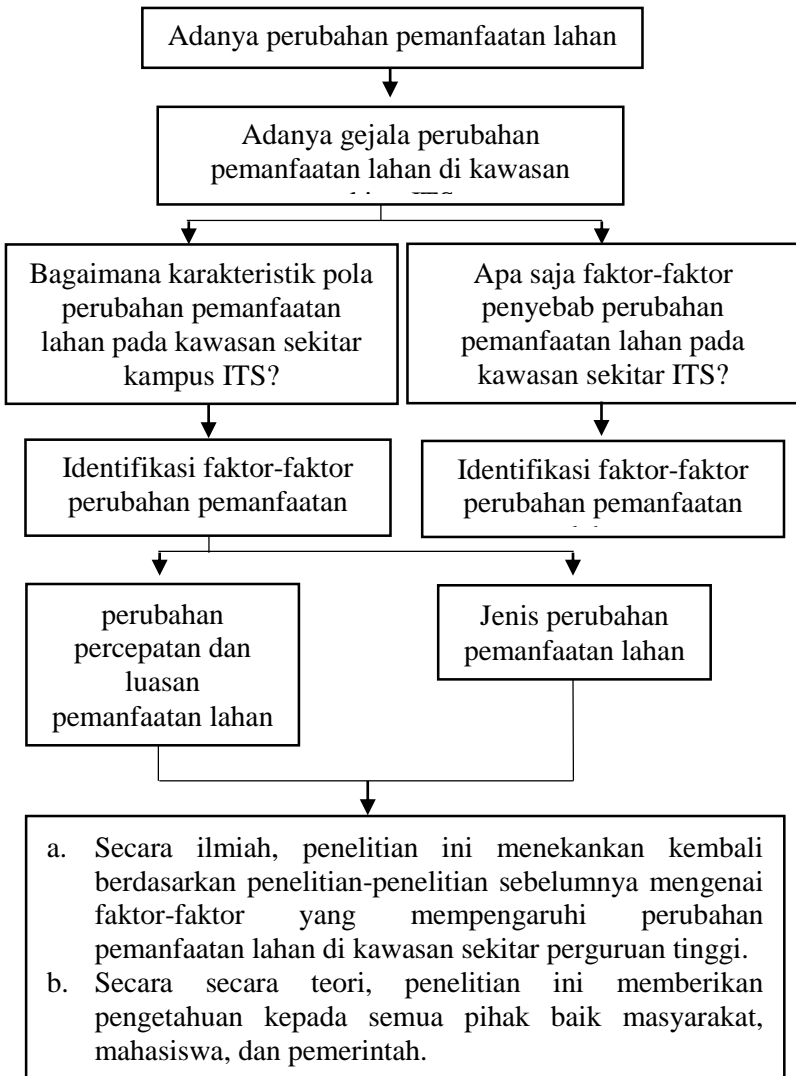 Adanya perubahan pemanfaatan lahan
Adanya gejala perubahan
pemanfaatan lahan di kawasan
ITS
Bagaimana karakteristik pola
perubahan pemanfaatan
lahan pada kawasan sekitar
kampus ITS?
Apa saja faktor-faktor
penyebab perubahan
pemanfaatan lahan pada
kawasan sekitar ITS?
Identifikasi faktor-faktor
perubahan pemanfaatan
Identifikasi faktor-faktor
perubahan pemanfaatan
perubahan
percepatan dan
luasan
pemanfaatan lahan
Jenis perubahan
pemanfaatan lahan
a. Secara ilmiah, penelitian ini menekankan kembali
berdasarkan penelitian-penelitian sebelumnya mengenai
faktor-faktor yang mempengaruhi perubahan
pemanfaatan lahan di kawasan sekitar perguruan tinggi.
b. Secara secara teori, penelitian ini memberikan
pengetahuan kepada semua pihak baik masyarakat,
mahasiswa, dan pemerintah.